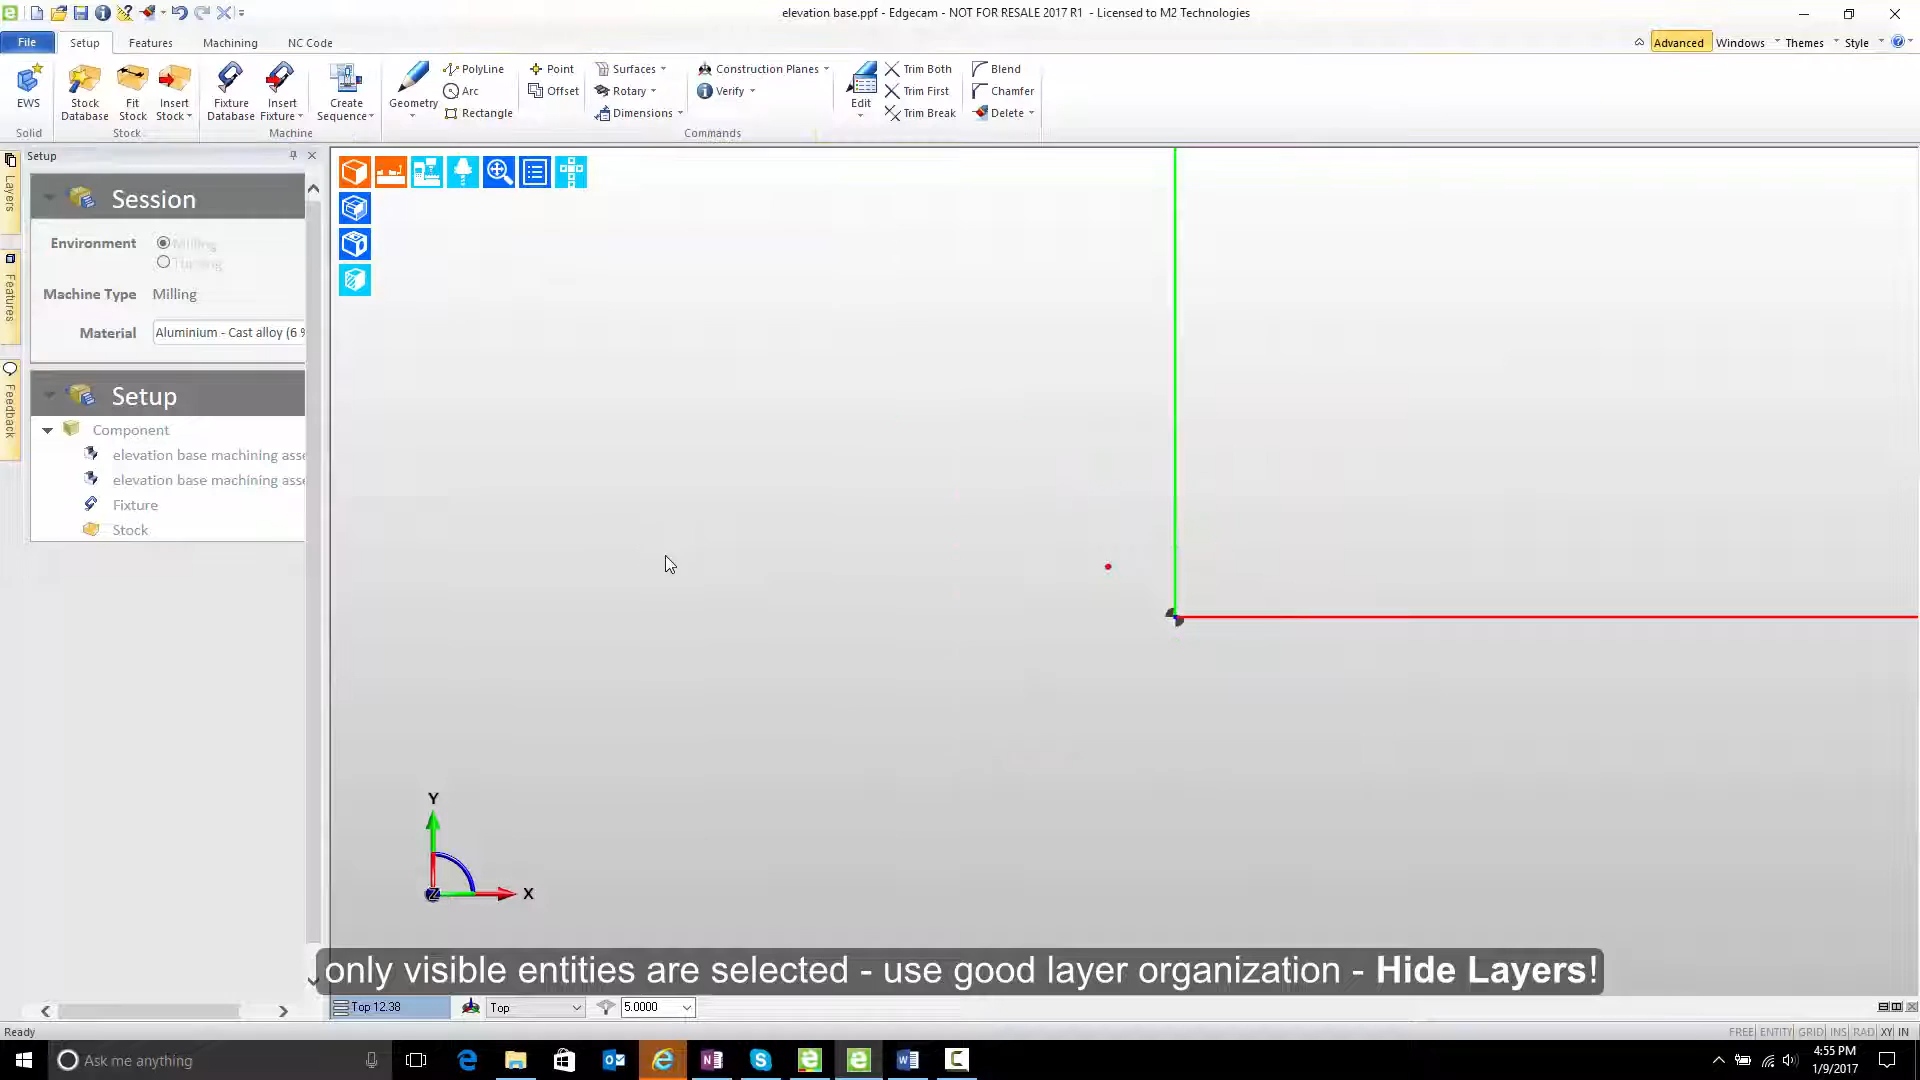 elevation base.ppf - Edgecam - NOT FOR RESALE 2017 R1 - Licensed to M2 Technologies
File
Setup
Features
Machining
NC Code
Advanced
Windows
Themes
Style
EWS
Stock Database
Fit Stock
Insert Stock
Fixture Database
Insert Fixture
Create Sequence
Geometry
PolyLine
Arc
Rectangle
Point
Offset
Surfaces
Rotary
Dimensions
Construction Planes
Verify
Edit
Trim Both
Trim First
Trim Break
Blend
Chamfer
Delete
Solid
Stock
Machine
Commands
Setup
Layers
Features
Feedback
Session
Environment
Milling
Turning
Machine Type
Milling
Material
Aluminium - Cast alloy (6 %
Setup
Component
elevation base machining asse
elevation base machining asse
Fixture
Stock
Y
X
Z
only visible entities are selected - use good layer organization - Hide Layers!
Top 12.38
Top
5.0000
Ready
FREE ENTITY GRID INS RAD XY IN
Ask me anything
4:55 PM
1/9/2017